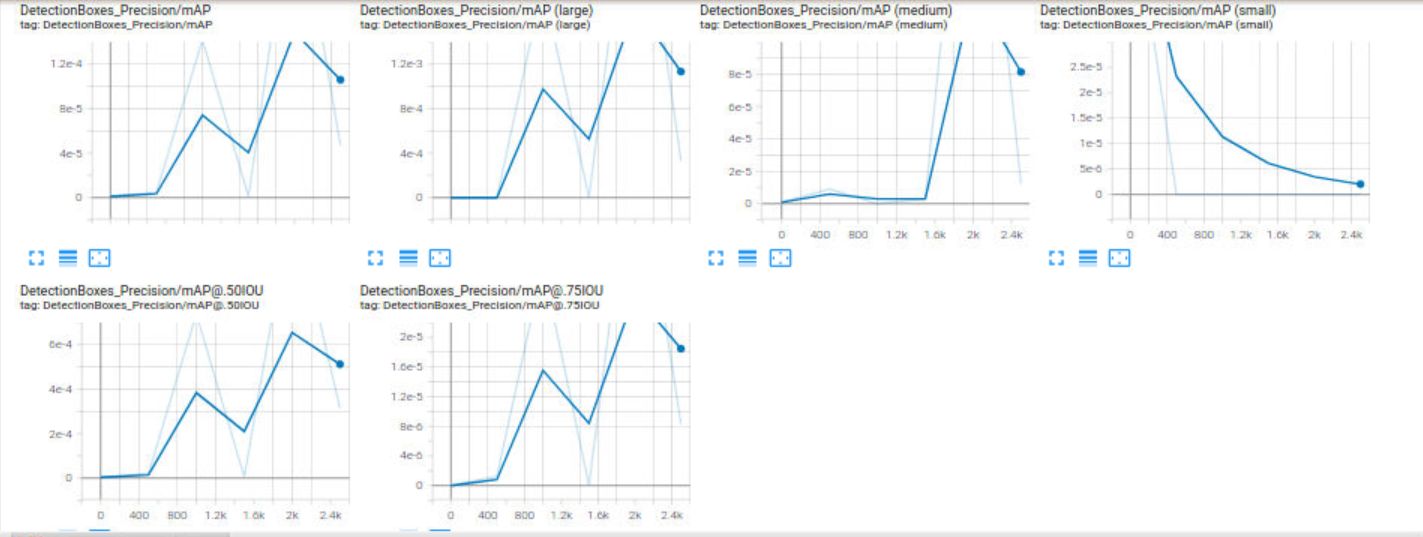 DetectionBoxes_Precision/mAP
tag: DetectionBoxes_Precision/mAP
1.2e-4
8e-5
4e-5
0
DetectionBoxes_Precision/mAP (large)
tag: DetectionBoxes_Precision/mAP (large)
1.2e-3
8e-4
4e-4
0
DetectionBoxes_Precision/mAP (medium)
tag: DetectionBoxes_Precision/mAP (medium)
8e-5
6e-5
4e-5
2e-5
0
0 400 800 1.2k 1.6k 2k 2.4k
DetectionBoxes_Precision/mAP (small)
tag: DetectionBoxes_Precision/mAP (small)
2.5e-5
2e-5
1.5e-5
1e-5
5e-6
0
0 400 800 1.2k 1.6k 2k 2.4k
DetectionBoxes_Precision/mAP@.50IOU
tag: DetectionBoxes_Precision/mAP@.50IOU
6e-4
4e-4
2e-4
0
0 400 800 1.2k 1.6k 2k 2.4k
DetectionBoxes_Precision/mAP@.75IOU
tag: DetectionBoxes_Precision/mAP@.75IOU
2e-5
1.6e-5
1.2e-5
8e-6
4e-6
0
0 400 800 1.2k 1.6k 2k 2.4k